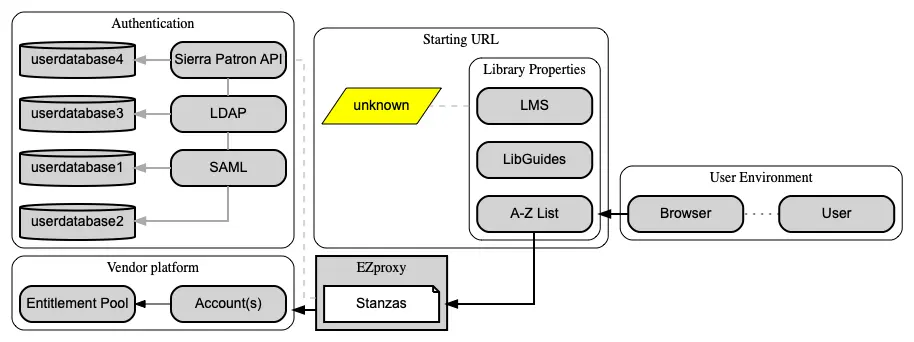 Authentication
userdatabase4
Sierra Patron API
userdatabase3
LDAP
userdatabase1
SAML
userdatabase2
Starting URL
Library Properties
unknown
LMS
LibGuides
A-Z List
User Environment
Browser
User
Vendor platform
Entitlement Pool
Account(s)
EZproxy
Stanzas